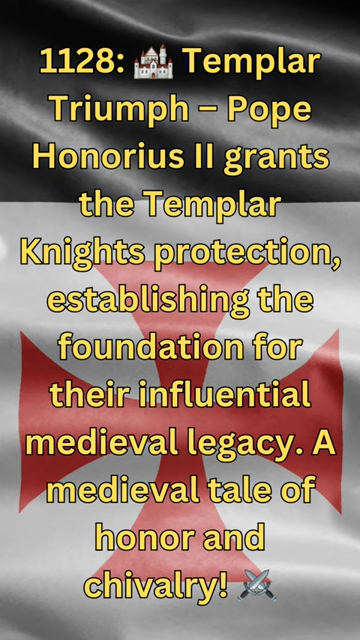 1128: 🏰 Templar
Triumph – Pope
Honorius II grants
the Templar
Knights protection,
establishing the
foundation for
their influential
medieval legacy. A
medieval tale of
honor and
chivalry! ⚔️